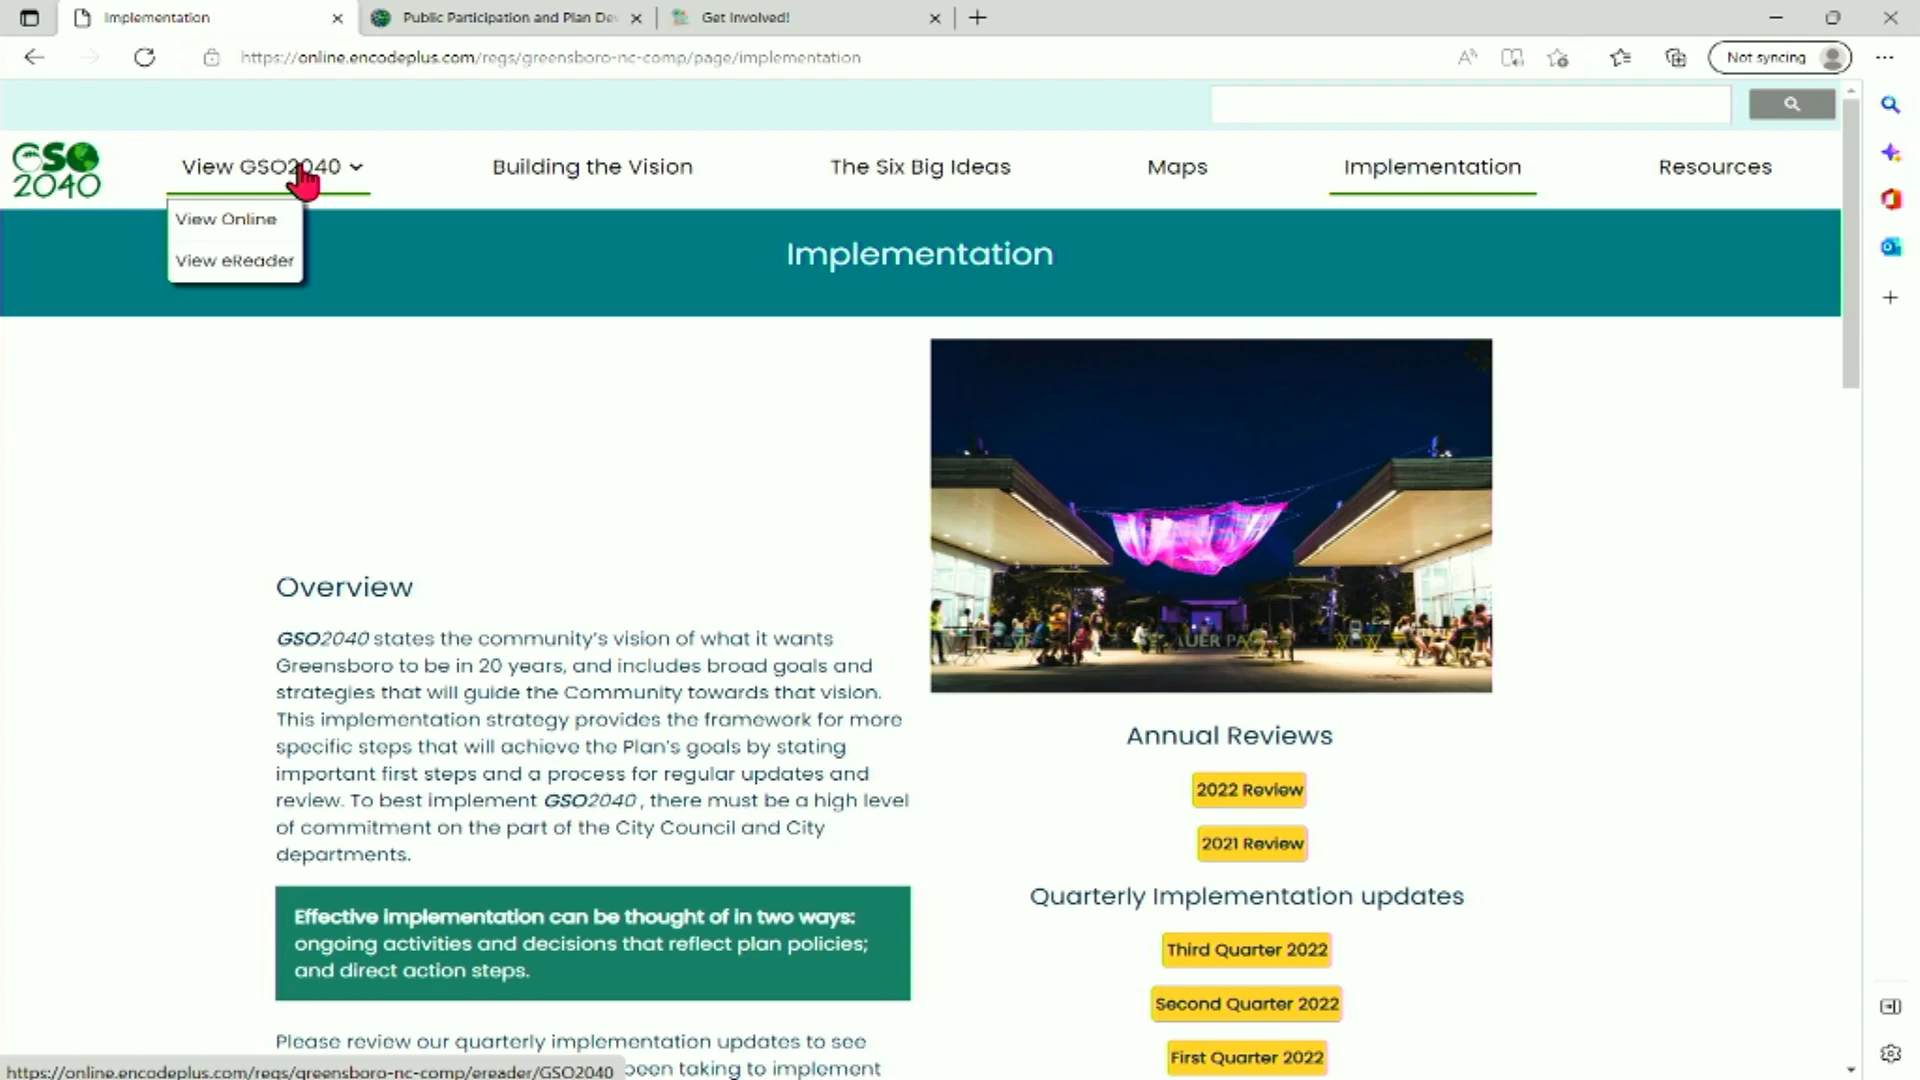 Implementation
Public Participation and Plan De
Get Involved!
https://online.encodeplus.com/regs/greensboro-nc-comp/page/implementation
Not syncing
GSO
2040
View GSO2040
Building the Vision
The Six Big Ideas
Maps
Implementation
Resources
View Online
View eReader
Implementation
Overview
GSO2040 states the community's vision of what it wants
Greensboro to be in 20 years, and includes broad goals and
strategies that will guide the Community towards that vision.
This implementation strategy provides the framework for more
specific steps that will achieve the Plan's goals by stating
important first steps and a process for regular updates and
review. To best implement GSO2040 , there must be a high level
of commitment on the part of the City Council and City
departments.
Effective implementation can be thought of in two ways:
ongoing activities and decisions that reflect plan policies;
and direct action steps.
Please review our quarterly implementation updates to see
been taking to implement
Annual Reviews
2022 Review
2021 Review
Quarterly Implementation updates
Third Quarter 2022
Second Quarter 2022
First Quarter 2022
https://online.encodeplus.com/regs/greensboro-nc-comp/ereader/GSO2040